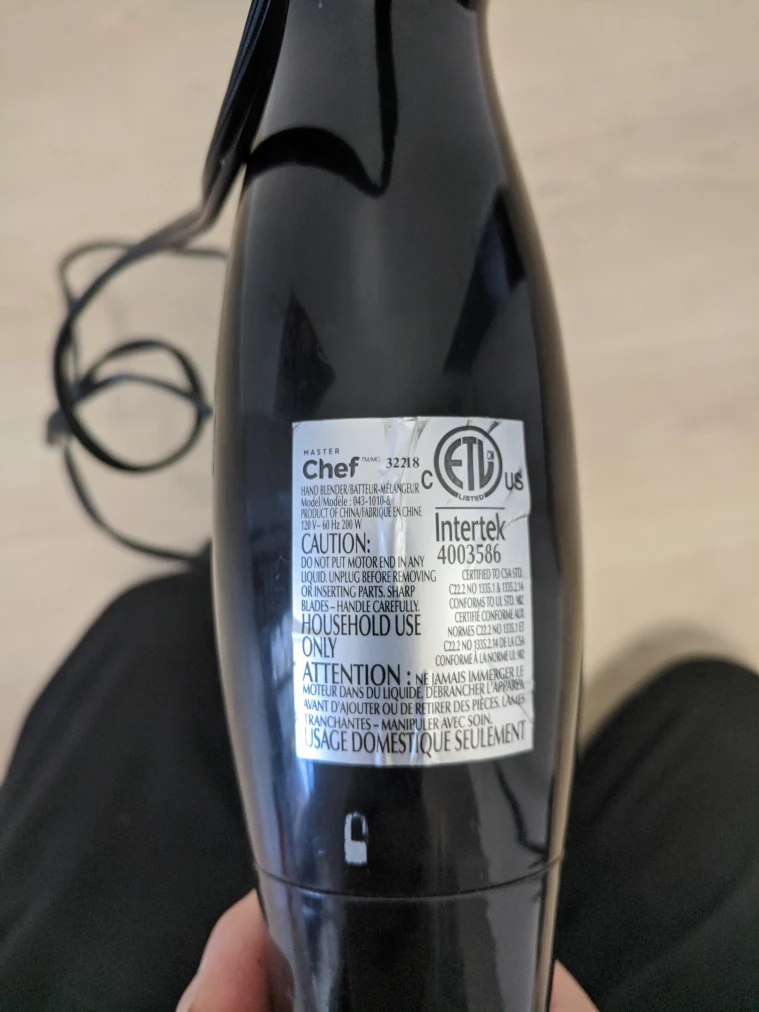 MASTER
Chef TM/MC 32218
HAND BLENDER/BATTEUR-MÉLANGEUR
Model/Modèle : 043-1010-8
PRODUCT OF CHINA/FABRIQUÉ EN CHINE
120 V~ 60 Hz 200 W
CAUTION:
DO NOT PUT MOTOR END IN ANY
LIQUID. UNPLUG BEFORE REMOVING
OR INSERTING PARTS. SHARP
BLADES – HANDLE CAREFULLY.
HOUSEHOLD USE
ONLY
C ETL CM US
LISTED
Intertek
4003586
CERTIFIED TO CSA STD.
C22.2 NO 1335.1 & 1335.2.14
CONFORMS TO UL STD. 982
CERTIFIÉ CONFORME AUX
NORMES C22.2 NO 1335.1 ET
C22.2 NO 1335.2.14 DE LA CSA
CONFORME À LA NORME UL 982
ATTENTION : NE JAMAIS IMMERGER LE
MOTEUR DANS DU LIQUIDE. DÉBRANCHER L'APPAREIL
AVANT D'AJOUTER OU DE RETIRER DES PIÈCES. LAMES
TRANCHANTES – MANIPULER AVEC SOIN.
USAGE DOMESTIQUE SEULEMENT